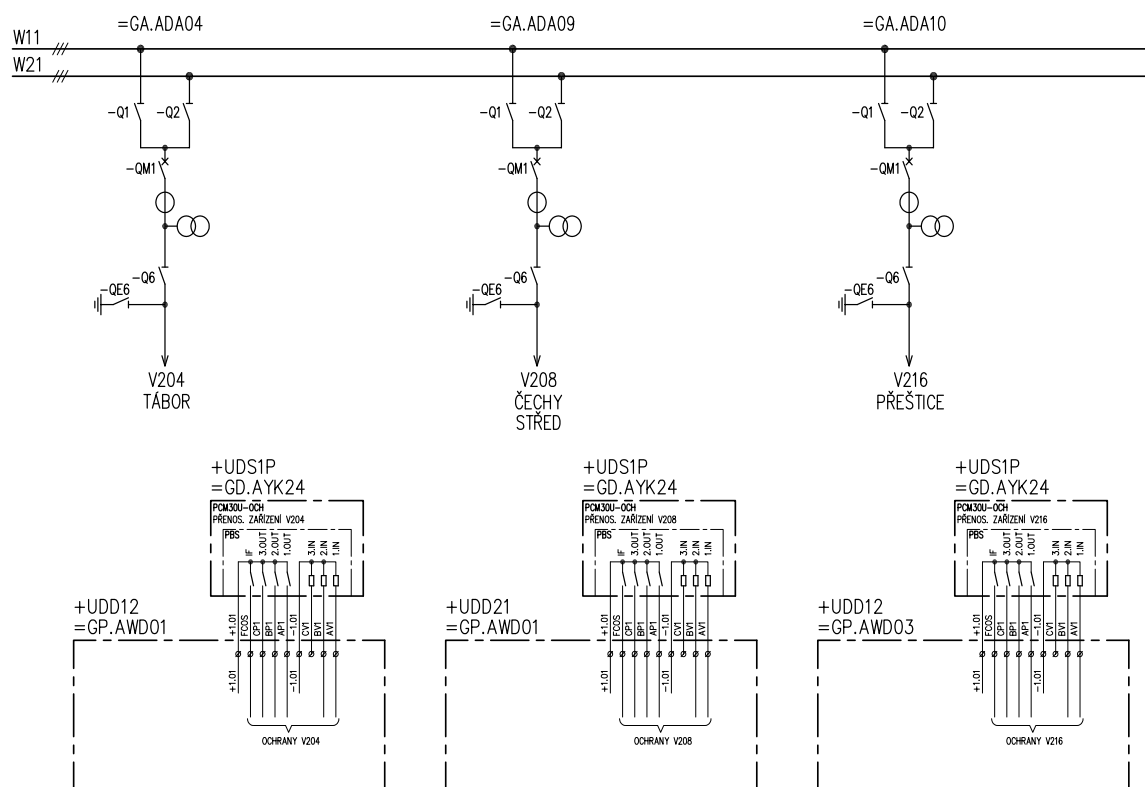 =GA.ADA04
=GA.ADA09
=GA.ADA10
W11
W21
-Q1
-Q2
-Q1
-Q2
-Q1
-Q2
-QM1
-QM1
-QM1
-Q6
-Q6
-Q6
-QE6
-QE6
-QE6
V204
TÁBOR
V208
ČECHY
STŘED
V216
PŘEŠTICE
+UDS1P
=GD.AYK24
PCM30U-OCH
PŘENOS. ZAŘÍZENÍ V204
PBS
IF
3.OUT
2.OUT
1.OUT
3.IN
2.IN
1.IN
+UDD12
=GP.AWD01
+1.01
FCOS
CP1
BP1
AP1
-1.01
CV1
BV1
AV1
+1.01
-1.01
OCHRANY V204
+UDS1P
=GD.AYK24
PCM30U-OCH
PŘENOS. ZAŘÍZENÍ V208
PBS
IF
3.OUT
2.OUT
1.OUT
3.IN
2.IN
1.IN
+UDD21
=GP.AWD01
+1.01
FCOS
CP1
BP1
AP1
-1.01
CV1
BV1
AV1
+1.01
-1.01
OCHRANY V208
+UDS1P
=GD.AYK24
PCM30U-OCH
PŘENOS. ZAŘÍZENÍ V216
PBS
IF
3.OUT
2.OUT
1.OUT
3.IN
2.IN
1.IN
+UDD12
=GP.AWD03
+1.01
FCOS
CP1
BP1
AP1
-1.01
CV1
BV1
AV1
+1.01
-1.01
OCHRANY V216